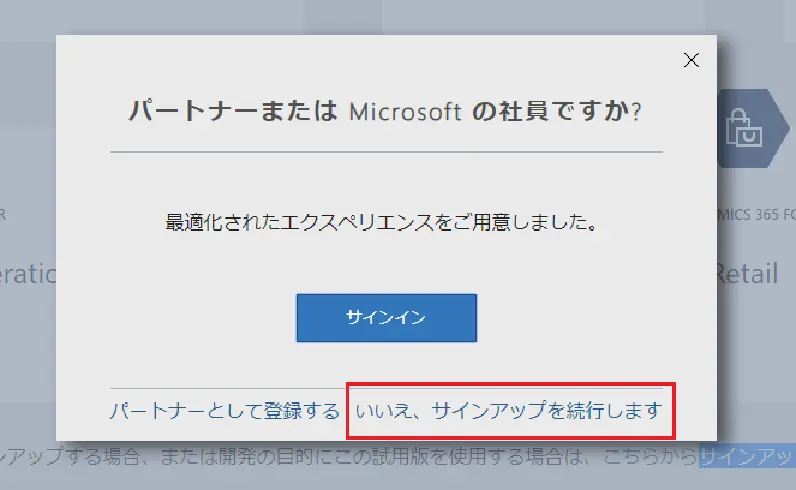 パートナーまたは Microsoft の社員ですか?
R
MICS 365 FO
最適化されたエクスペリエンスをご用意しました。
eratio
Retail
サインイン
パートナーとして登録する いいえ、サインアップを続行します
ンアップする場合、または開発の目的にこの試用版を使用する場合は、こちらからサインアッ